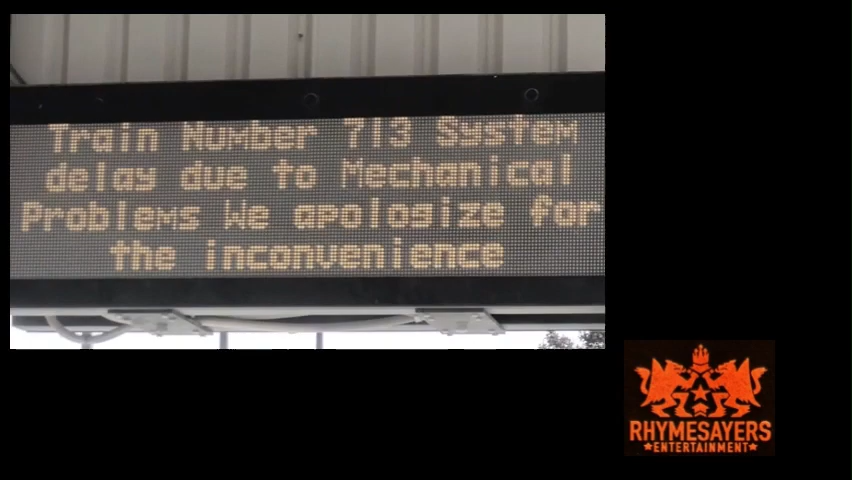 Train Number 713 System
delay due to Mechanical
Problems We apologize for
the inconvenience
RHYMESAYERS
★ENTERTAINMENT★